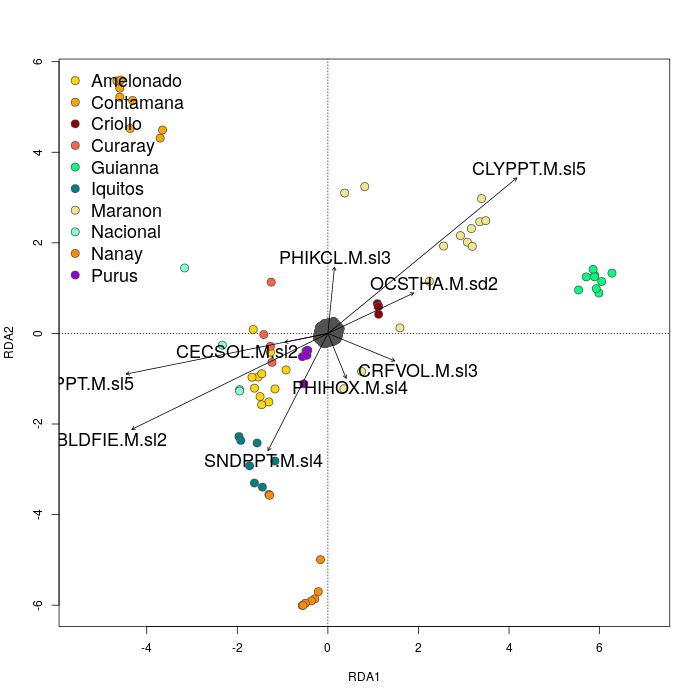 6
4
2
0
-2
-4
-6
RDA2
Amelonado
Contamana
Criollo
Curaray
Guianna
Iquitos
Maranon
Nacional
Nanay
Purus
CLYPPT.M.sl5
PHIKCL.M.sl3
OCSTHA.M.sd2
CECSOL.M.sl2
CRFVOL.M.sl3
PPT.M.sl5
PHIHOX.M.sl4
BLDFIE.M.sl2
SNDPPT.M.sl4
-4 -2 0 2 4 6
RDA1